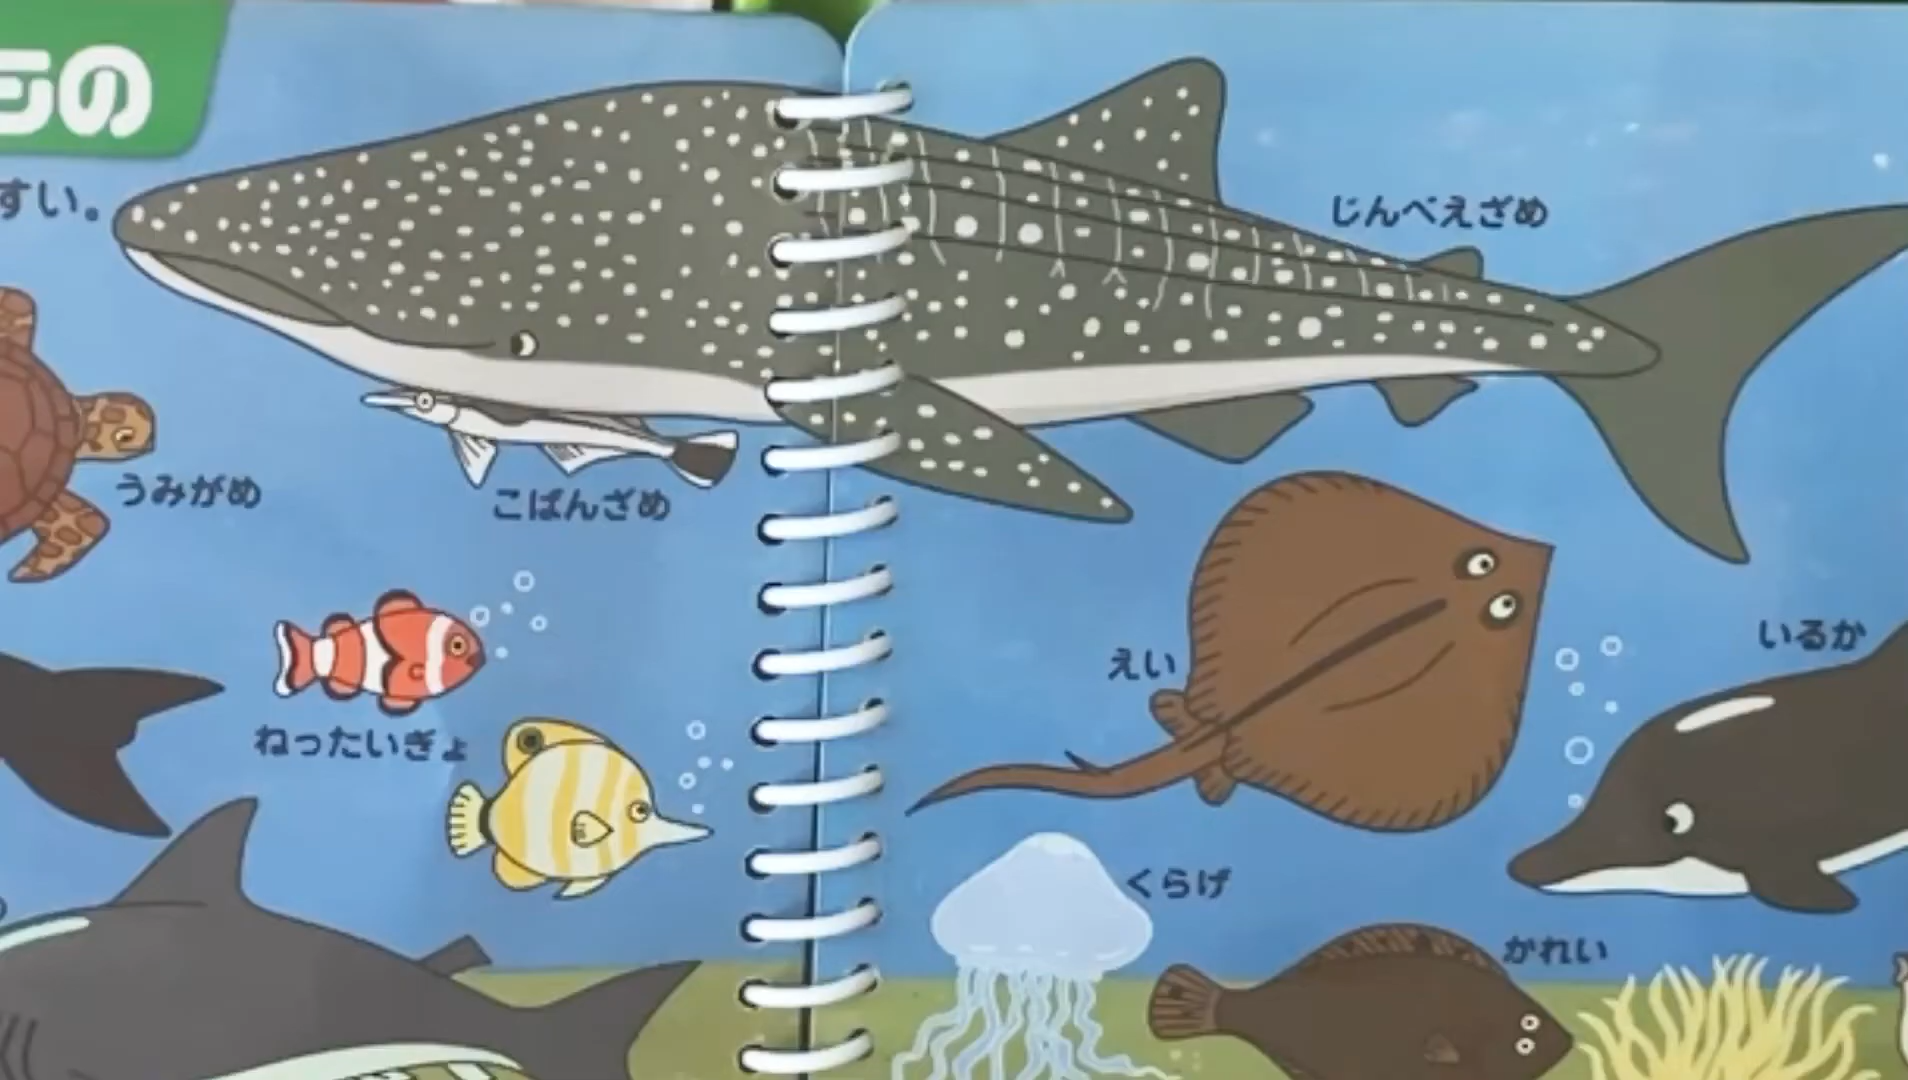 の
すい。
じんべえざめ
うみがめ
こばんざめ
ねったいぎょ
えい
いるか
くらげ
かれい